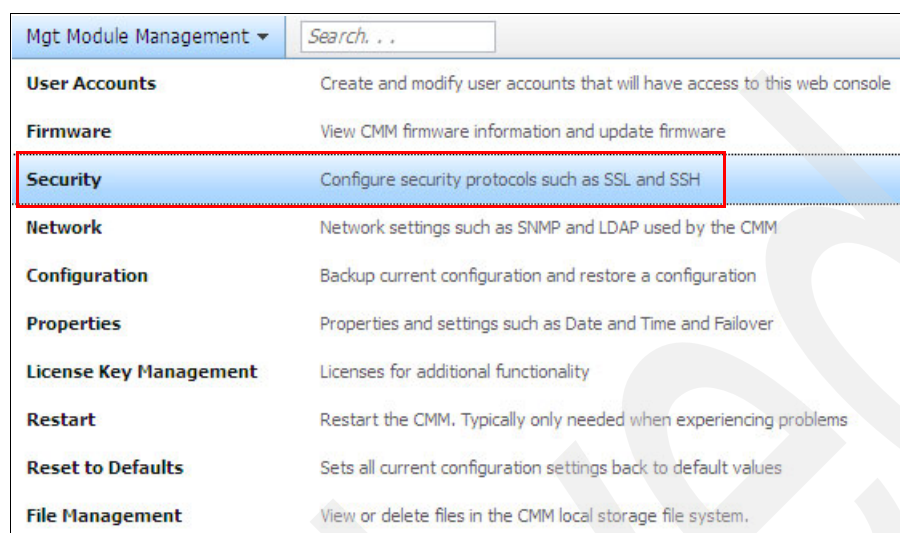 Mgt Module Management Search. . .
User Accounts Create and modify user accounts that will have access to this web console
Firmware View CMM firmware information and update firmware
Security Configure security protocols such as SSL and SSH
Network Network settings such as SNMP and LDAP used by the CMM
Configuration Backup current configuration and restore a configuration
Properties Properties and settings such as Date and Time and Failover
License Key Management Licenses for additional functionality
Restart Restart the CMM. Typically only needed when experiencing problems
Reset to Defaults Sets all current configuration settings back to default values
File Management View or delete files in the CMM local storage file system.